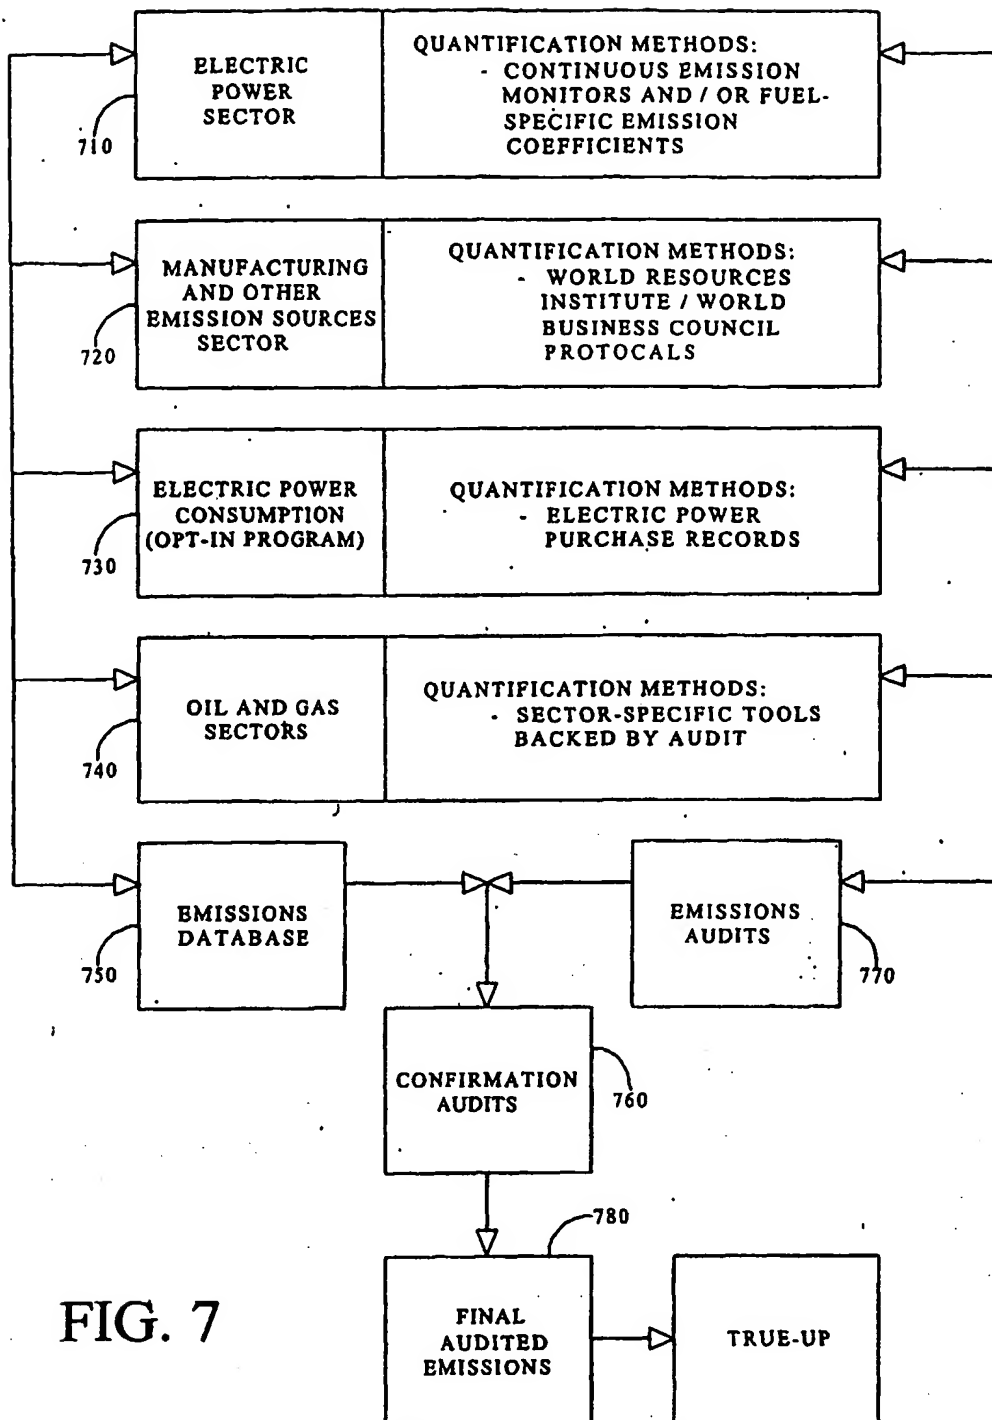 ELECTRIC
POWER
SECTOR
QUANTIFICATION METHODS:
- CONTINUOUS EMISSION
MONITORS AND / OR FUEL-
SPECIFIC EMISSION
COEFFICIENTS
710
MANUFACTURING
AND OTHER
EMISSION SOURCES
SECTOR
QUANTIFICATION METHODS:
- WORLD RESOURCES
INSTITUTE / WORLD
BUSINESS COUNCIL
PROTOCALS
720
ELECTRIC POWER
CONSUMPTION
(OPT-IN PROGRAM)
QUANTIFICATION METHODS:
- ELECTRIC POWER
PURCHASE RECORDS
730
OIL AND GAS
SECTORS
QUANTIFICATION METHODS:
- SECTOR-SPECIFIC TOOLS
BACKED BY AUDIT
740
EMISSIONS
DATABASE
750
EMISSIONS
AUDITS
770
CONFIRMATION
AUDITS
760
780
FINAL
AUDITED
EMISSIONS
TRUE-UP
FIG. 7